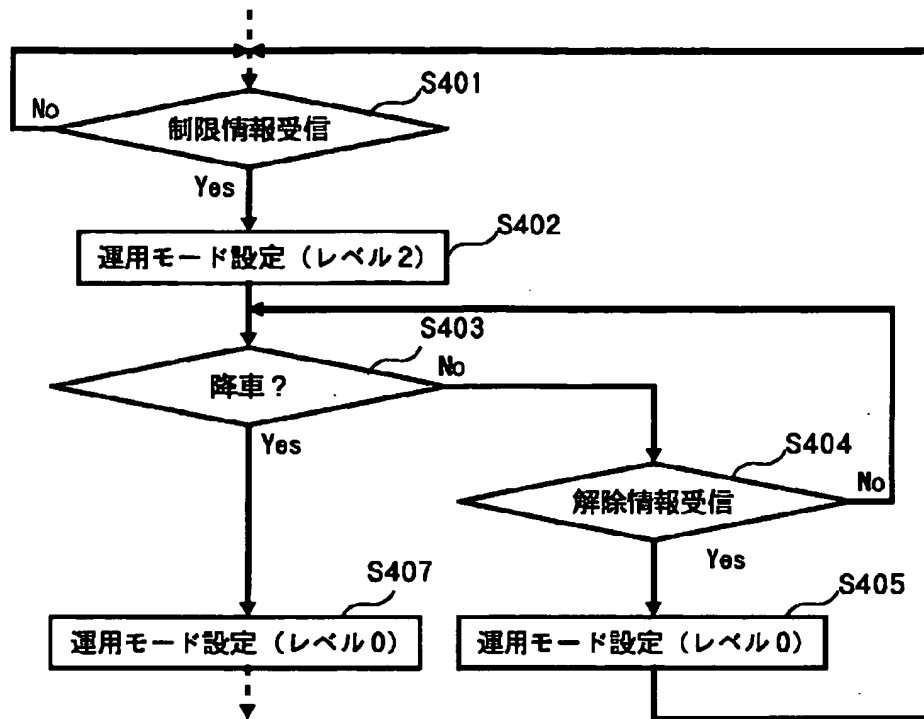 S401
No
制限情報受信
Yes
S402
運用モード設定（レベル2）
S403
No
降車？
Yes
S404
No
解除情報受信
Yes
S407
S405
運用モード設定（レベル0）
運用モード設定（レベル0）